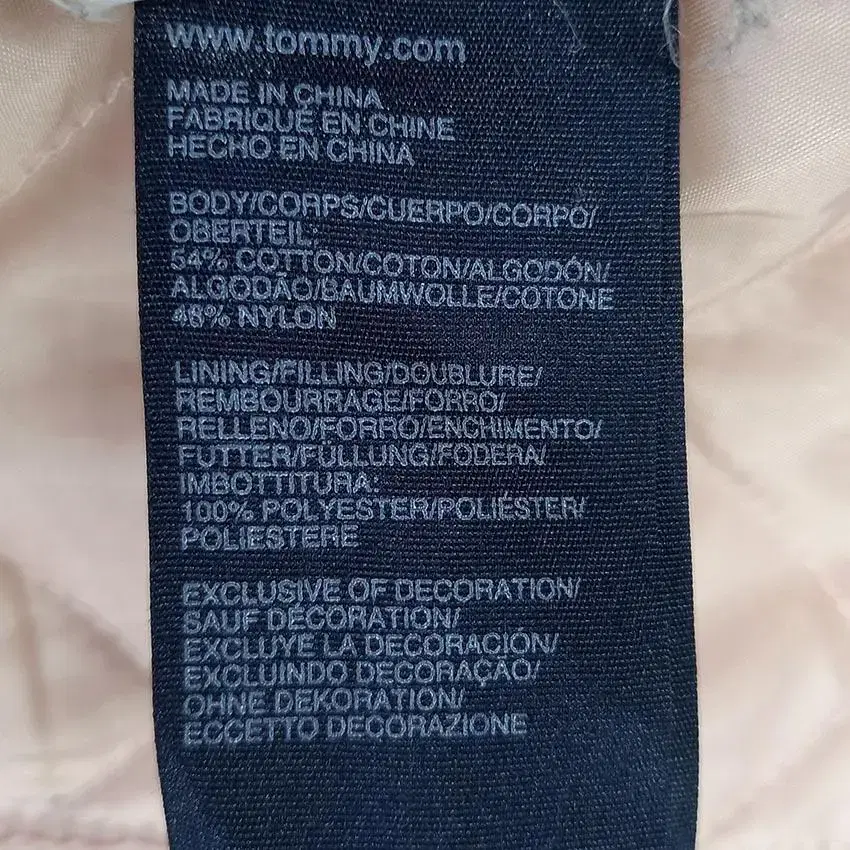 www.tommy.com
MADE IN CHINA
FABRIQUÉ EN CHINE
HECHO EN CHINA
BODY/CORPS/CUERPO/CORPO/
OBERTEIL:
54% COTTON/COTON/ALGODÓN/
ALGODÃO/BAUMWOLLE/COTONE
46% NYLON
LINING/FILLING/DOUBLURE/
REMBOURRAGE/FORRO/
RELLENO/FORRO/ENCHIMENTO/
FUTTER/FÜLLUNG/FODERA/
IMBOTTITURA:
100% POLYESTER/POLIÉSTER/
POLIESTERE
EXCLUSIVE OF DECORATION/
SAUF DÉCORATION/
EXCLUYE LA DECORACIÓN/
EXCLUINDO DECORAÇÃO/
OHNE DEKORATION/
ECCETTO DECORAZIONE